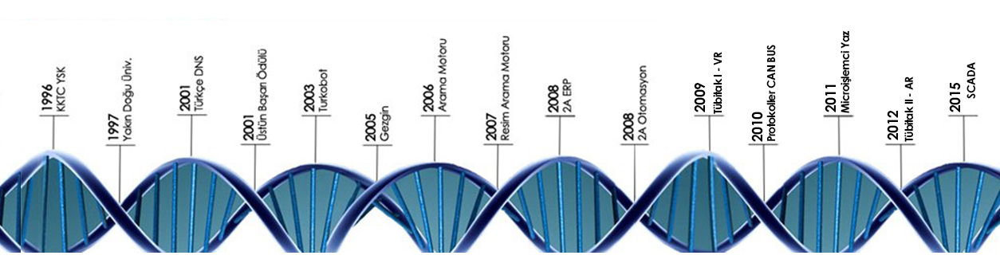 1996
KKTC YSK
1997
Yakın Doğu Üniv.
2001
Türkçe DNS
2001
Üstün Başarı Ödülü
2003
Turkobot
2005
Gezgin
2006
Arama Motoru
2007
Resim Arama Motoru
2008
2A ERP
2008
2A Otomasyon
2009
Tübitak I - VR
2010
Protokoller CAN BUS
2011
Microişlemci Yaz
2012
Tübitak II - AR
2015
SCADA